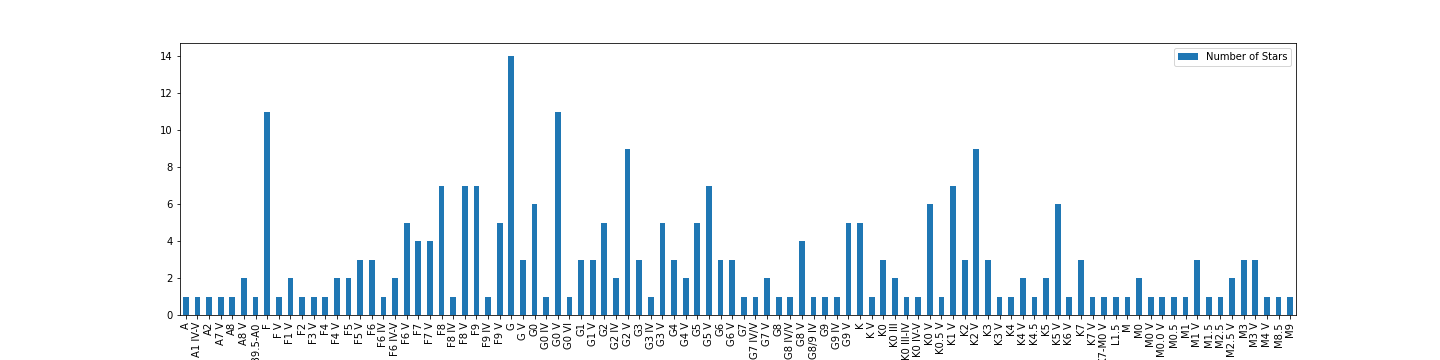 14
12
10
8
6
4
2
0
Number of Stars
A
A1 IV-V
A2
A7 V
A8
A8 V
9.5-A0
F
F V
F1 V
F2
F3 V
F4
F4 V
F5
F5 V
F6
F6 IV
F6 IV-V
F6 V
F7
F7 V
F8
F8 IV
F8 V
F9
F9 IV
F9 V
G
G V
G0
G0 IV
G0 V
G0 VI
G1
G1 V
G2
G2 IV
G2 V
G3
G3 IV
G3 V
G4
G4 V
G5
G5 V
G6
G6 V
G7
G7 IV/V
G7 V
G8
G8 IV/V
G8 V
G8/9 IV
G9
G9 IV
G9 V
K
K V
K0
K0 III
K0 III-IV
K0 IV-V
K0 V
K0.5 V
K1 V
K2
K2 V
K3
K3 V
K4
K4 V
K4.5
K5
K5 V
K6 V
K7
K7 V
7-M0 V
L1.5
M
M0
M0 V
M0.0 V
M0.5
M1
M1 V
M1.5
M2.5
M2.5 V
M3
M3 V
M4 V
M8.5
M9